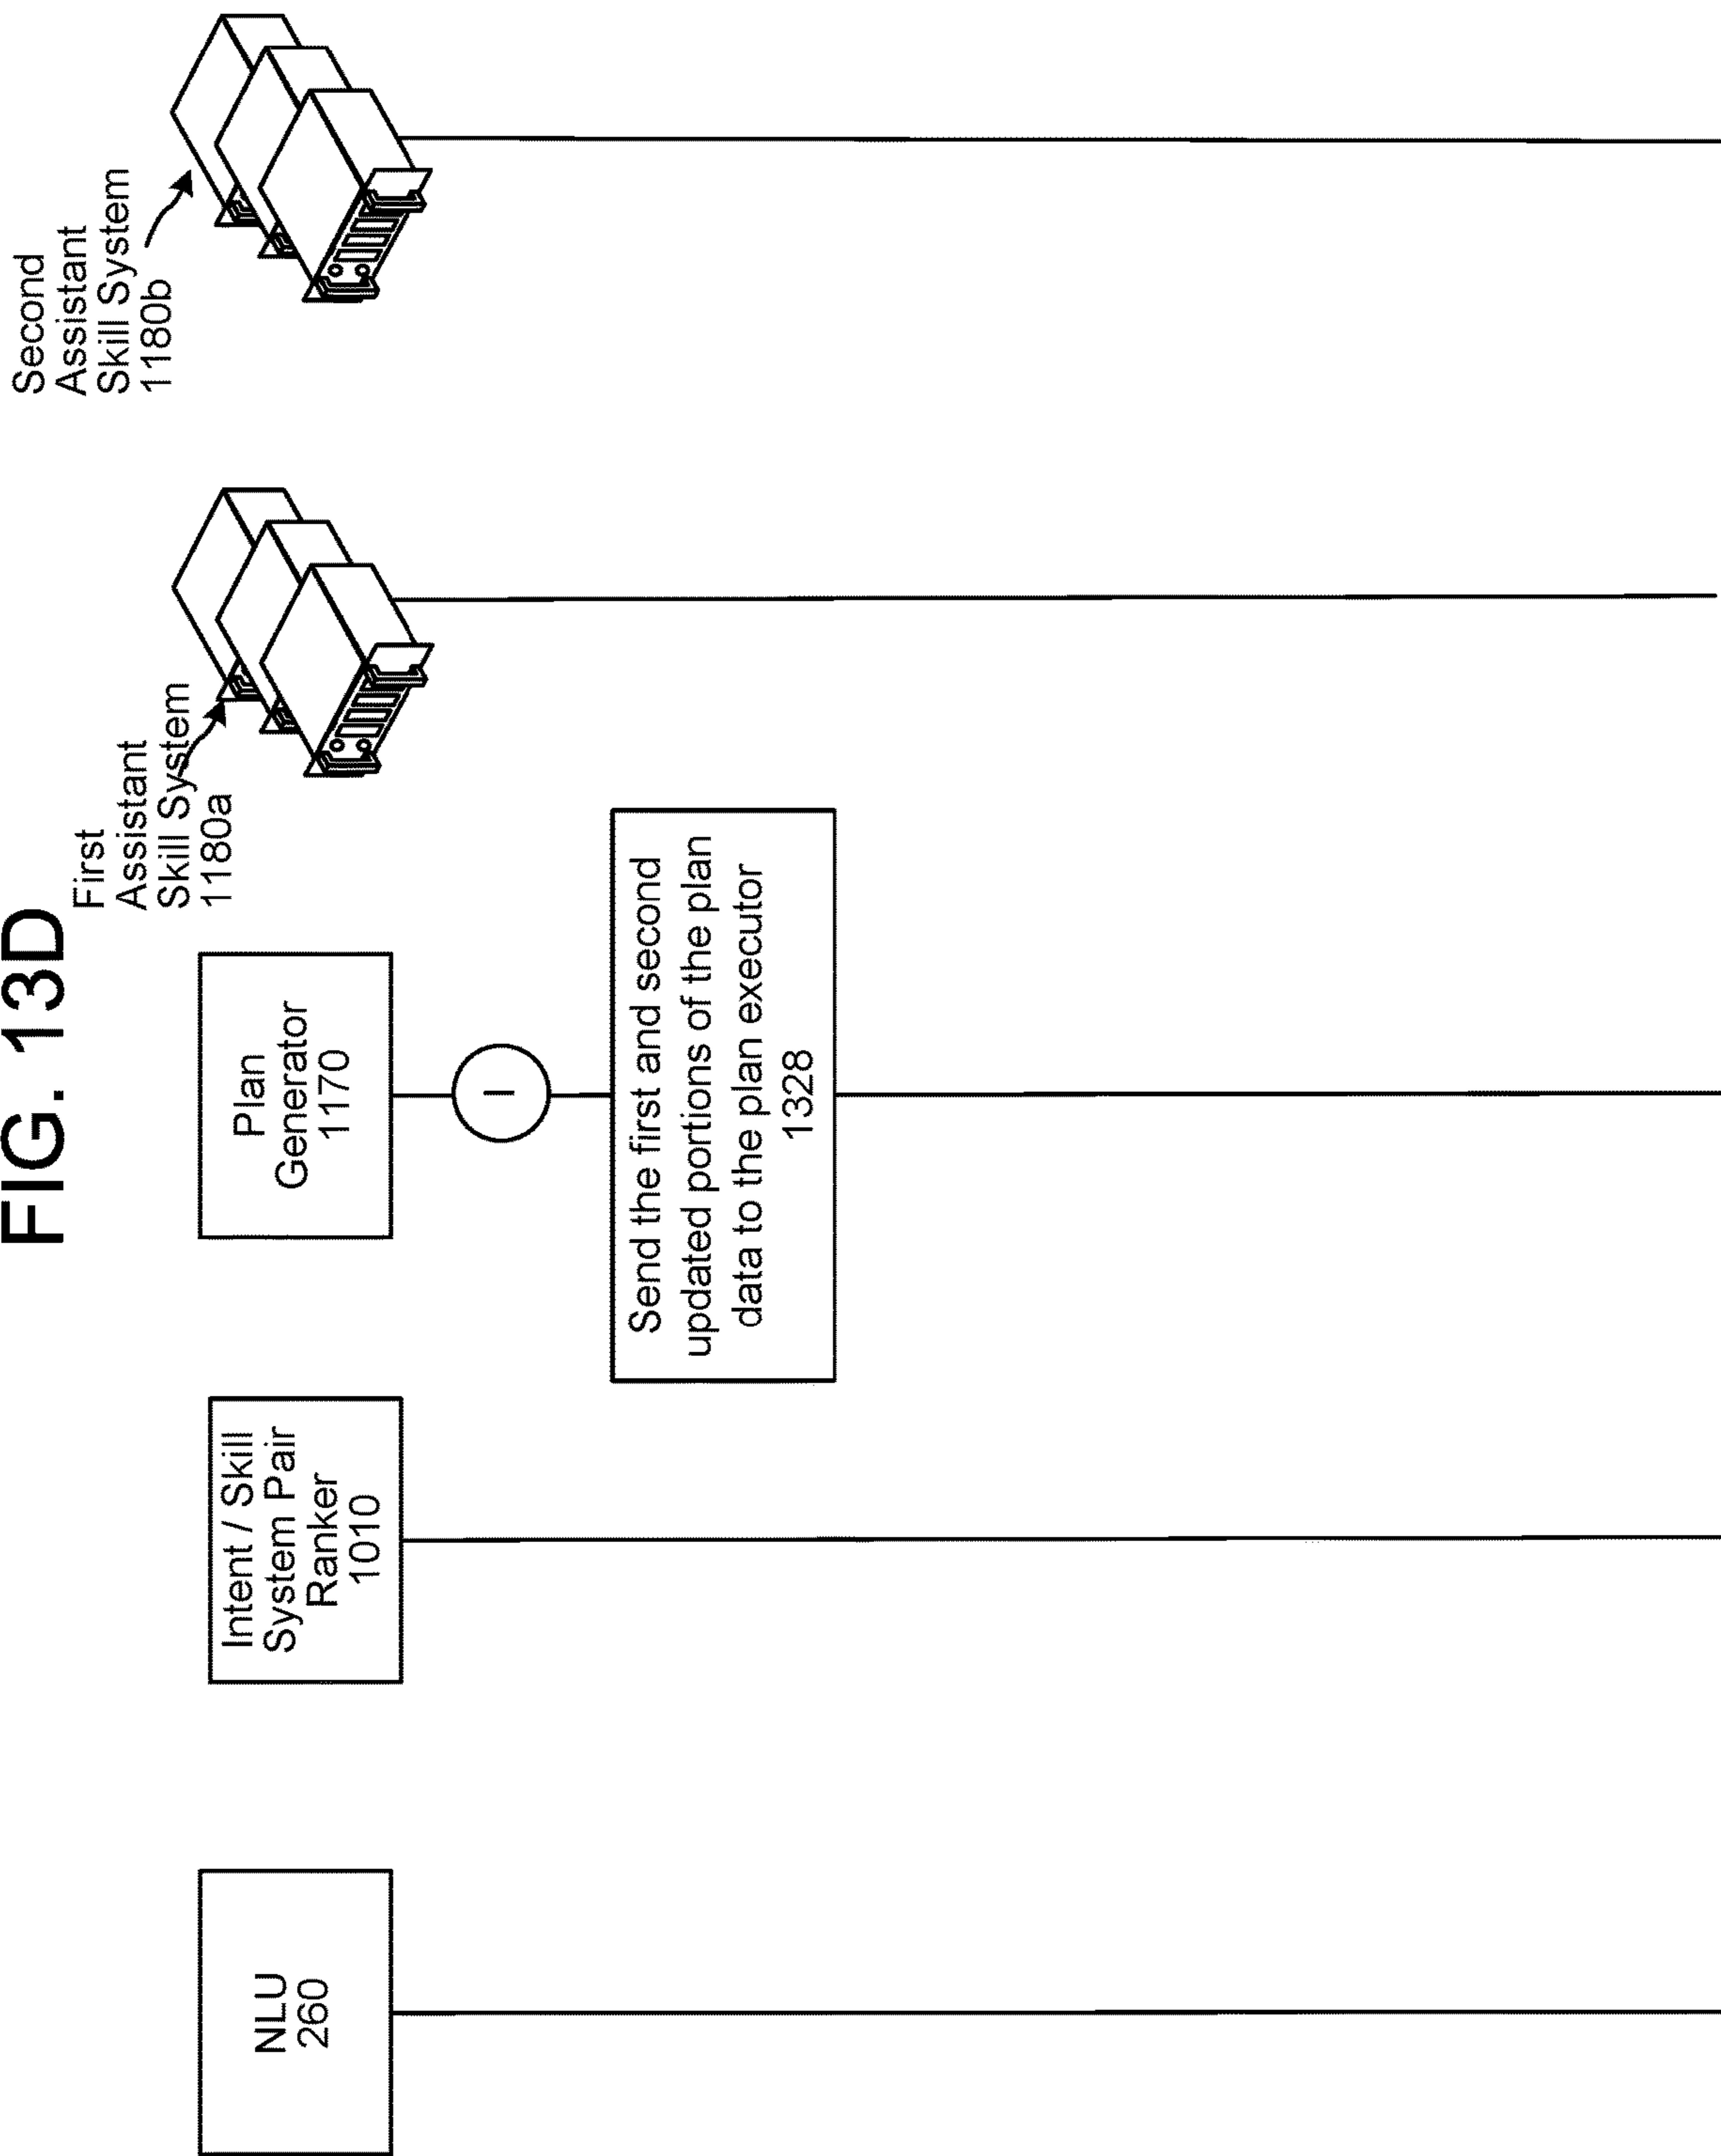 FIG. 13D
NLU
260
Intent / Skill
System Pair
Ranker
1010
Plan
Generator
1170
First
Assistant
Skill System
1180a
Second
Assistant
Skill System
1180b
I
Send the first and second
updated portions of the plan
data to the plan executor
1328